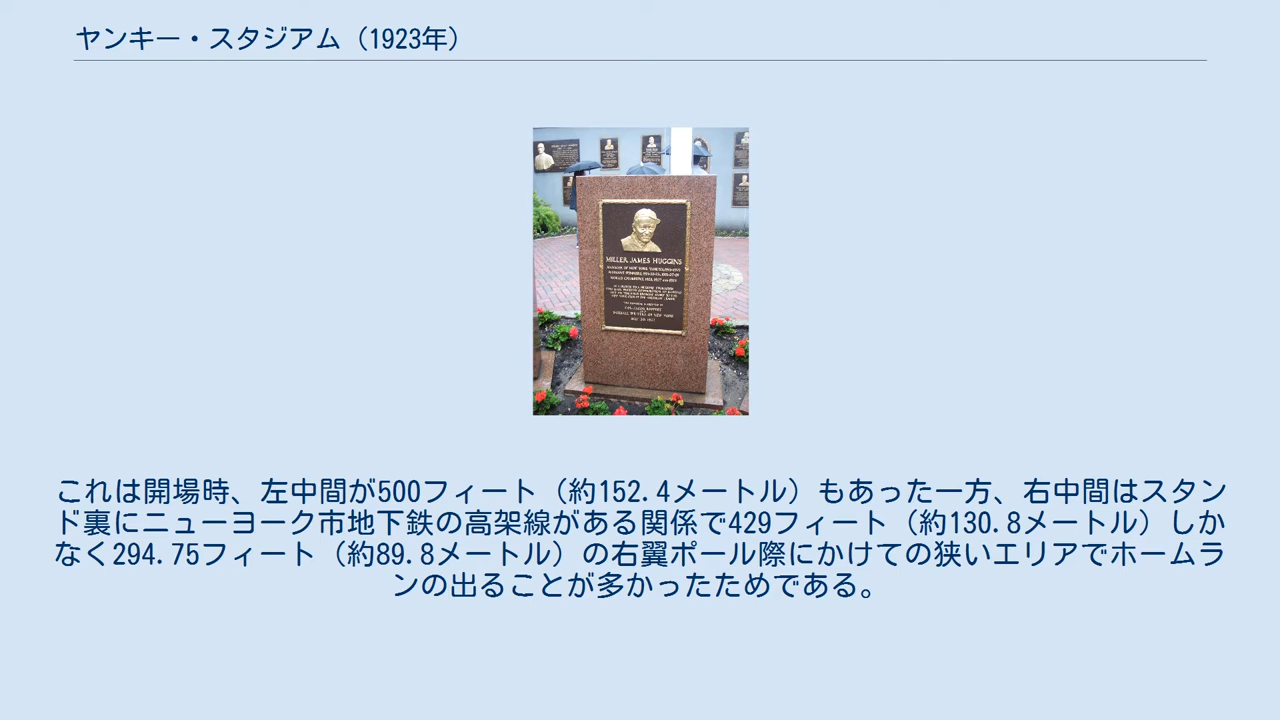 ヤンキー・スタジアム（1923年）
MILLER JAMES HUGGINS
これは開場時、左中間が500フィート（約152.4メートル）もあった一方、右中間はスタン
ド裏にニューヨーク市地下鉄の高架線がある関係で429フィート（約130.8メートル）しか
なく294.75フィート（約89.8メートル）の右翼ポール際にかけての狭いエリアでホームラ
ンの出ることが多かったためである。